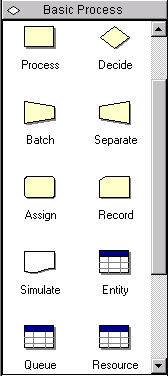 Basic Process
Process Decide
Batch Separate
Assign Record
Simulate Entity
Queue Resource